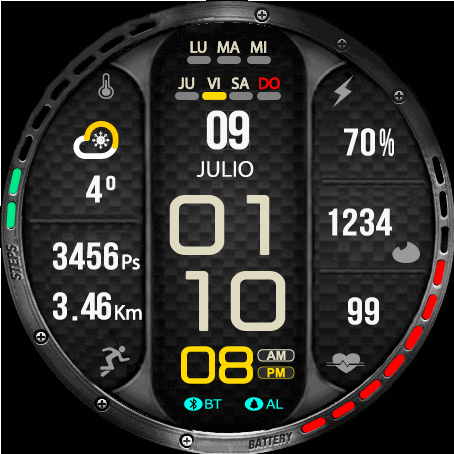 LU MA MI
JU VI SA DO
09
JULIO
70%
4º
01
1234
3456Ps
3.46Km
10
99
08
AM
PM
BT AL
STEPS
BATTERY